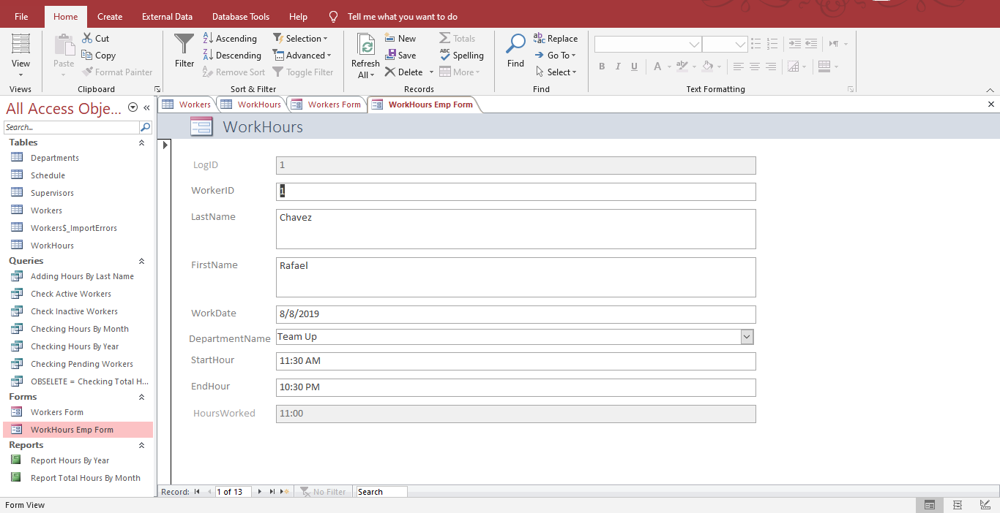 File Home Create External Data Database Tools Help Tell me what you want to do
View
Views
Paste
Cut
Copy
Format Painter
Clipboard
Filter
Ascending
Descending
Remove Sort
Selection
Advanced
Toggle Filter
Sort & Filter
Refresh
All
New
Save
Delete
Totals
Spelling
More
Records
Find
Replace
Go To
Select
Find
B I U A
Text Formatting
All Access Obje...
Search...
Tables
Departments
Schedule
Supervisors
Workers
Workers$_ImportErrors
WorkHours
Queries
Adding Hours By Last Name
Check Active Workers
Check Inactive Workers
Checking Hours By Month
Checking Hours By Year
Checking Pending Workers
OBSELETE = Checking Total H...
Forms
Workers Form
WorkHours Emp Form
Reports
Report Hours By Year
Report Total Hours By Month
Workers WorkHours Workers Form WorkHours Emp Form
WorkHours
LogID 1
WorkerID 1
LastName Chavez
FirstName Rafael
WorkDate 8/8/2019
DepartmentName Team Up
StartHour 11:30 AM
EndHour 10:30 PM
HoursWorked 11:00
Record: 1 of 13 No Filter Search
Form View